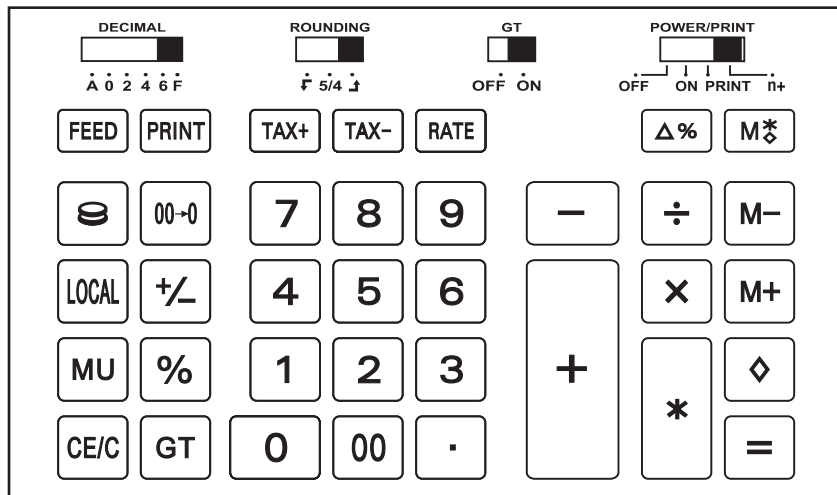 DECIMAL ROUNDING GT POWER/PRINT
A 0 2 4 6 F 5/4 OFF ON OFF ON PRINT n+
FEED PRINT TAX+ TAX- RATE △% M*◇
00→0 7 8 9 − ÷ M−
LOCAL +/− 4 5 6 × M+
MU % 1 2 3 + ◇
CE/C GT 0 00 . * =